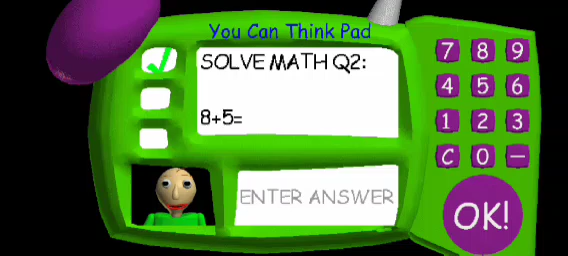 You Can Think Pad
SOLVE MATH Q2:
8+5=
ENTER ANSWER
7 8 9
4 5 6
1 2 3
C 0 −
OK!